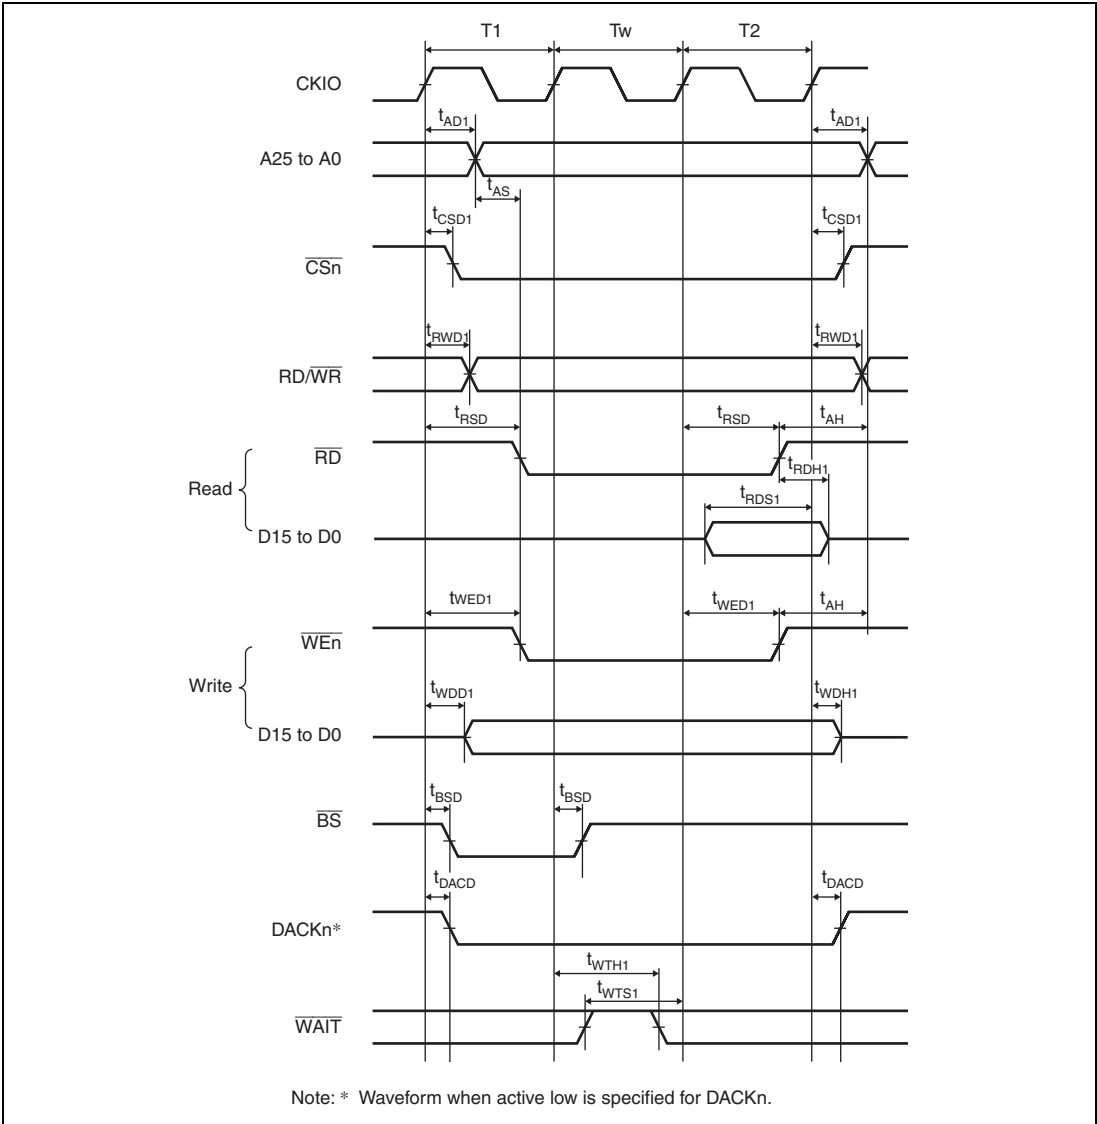 T1 Tw T2
CKIO
tAD1 tAD1
A25 to A0
tAS
tCSD1 tCSD1
CSn
tRWD1 tRWD1
RD/WR
tRSD tRSD tAH
RD
tRDH1
Read
tRDS1
D15 to D0
tWED1 tWED1 tAH
WEn
Write
tWDD1 tWDH1
D15 to D0
tBSD tBSD
BS
tDACD tDACD
DACKn*
tWTH1
tWTS1
WAIT
Note: * Waveform when active low is specified for DACKn.